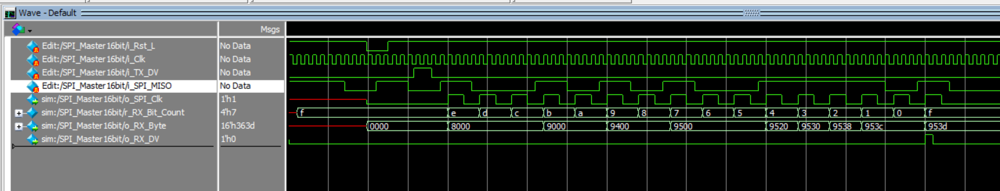 Wave - Default
Msgs
Edit:/SPI_Master16bit/i_Rst_L No Data
Edit:/SPI_Master16bit/i_Clk No Data
Edit:/SPI_Master16bit/i_TX_DV No Data
Edit:/SPI_Master16bit/i_SPI_MISO No Data
sim:/SPI_Master16bit/o_SPI_Clk 1'h1
sim:/SPI_Master16bit/r_RX_Bit_Count 4'h7 f e d c b a 9 8 7 6 5 4 3 2 1 0 f
sim:/SPI_Master16bit/o_RX_Byte 16'h363d 0000 8000 9000 9400 9500 9520 9530 9538 953c 953d
sim:/SPI_Master16bit/o_RX_DV 1'h0